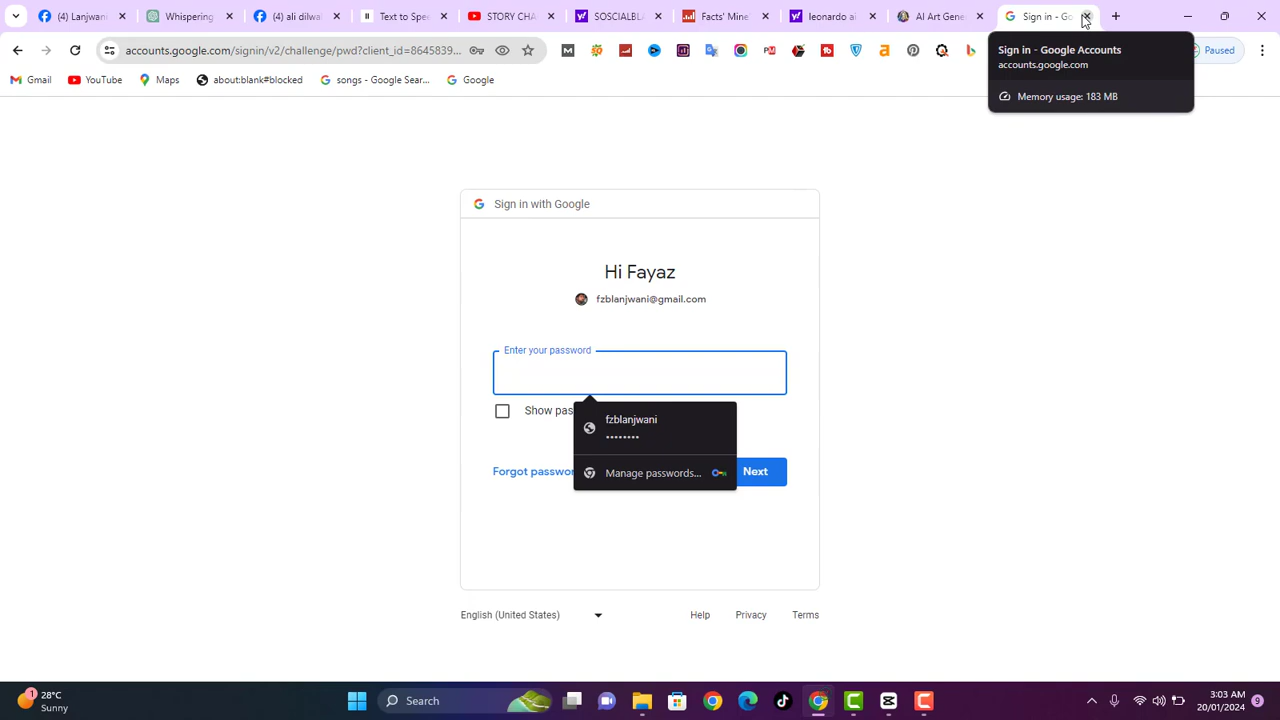 (4) Lanjwan
Whispering
(4) ali dilwa
Text to Spe
STORY CHA
SOSCIALBLA
Facts' Mine
leonardo ai
AI Art Gene
Sign in - Goo
accounts.google.com/signin/v2/challenge/pwd?client_id=8645839...
Paused
Gmail
YouTube
Maps
about:blank#blocked
songs - Google Sear...
Google
Sign in - Google Accounts
accounts.google.com
Memory usage: 183 MB
Sign in with Google
Hi Fayaz
fzblanjwani@gmail.com
Enter your password
Show pas
fzblanjwani
••••••••
Manage passwords...
Forgot passwor
Next
English (United States)
Help Privacy Terms
28°C
Sunny
1
Search
3:03 AM
20/01/2024
9